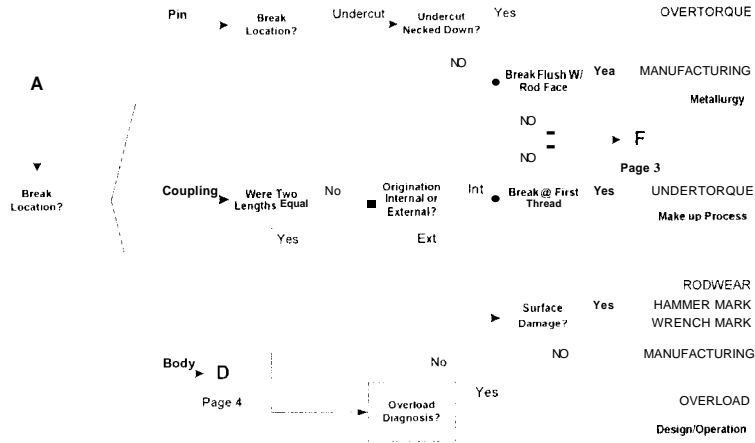 Pin
Break
Location?
Undercut
Undercut
Necked Down?
Yes
OVERTORQUE
NO
Break Flush W/
Rod Face
Yea
MANUFACTURING
Metallurgy
A
NO
F
NO
Page 3
Break
Location?
Coupling
Were Two
Lengths Equal
No
Origination
Internal or
External?
Int
Break @ First
Thread
Yes
UNDERTORQUE
Make up Process
Yes
Ext
Surface
Damage?
Yes
RODWEAR
HAMMER MARK
WRENCH MARK
NO
MANUFACTURING
Body
D
Page 4
No
Overload
Diagnosis?
Yes
OVERLOAD
Design/Operation